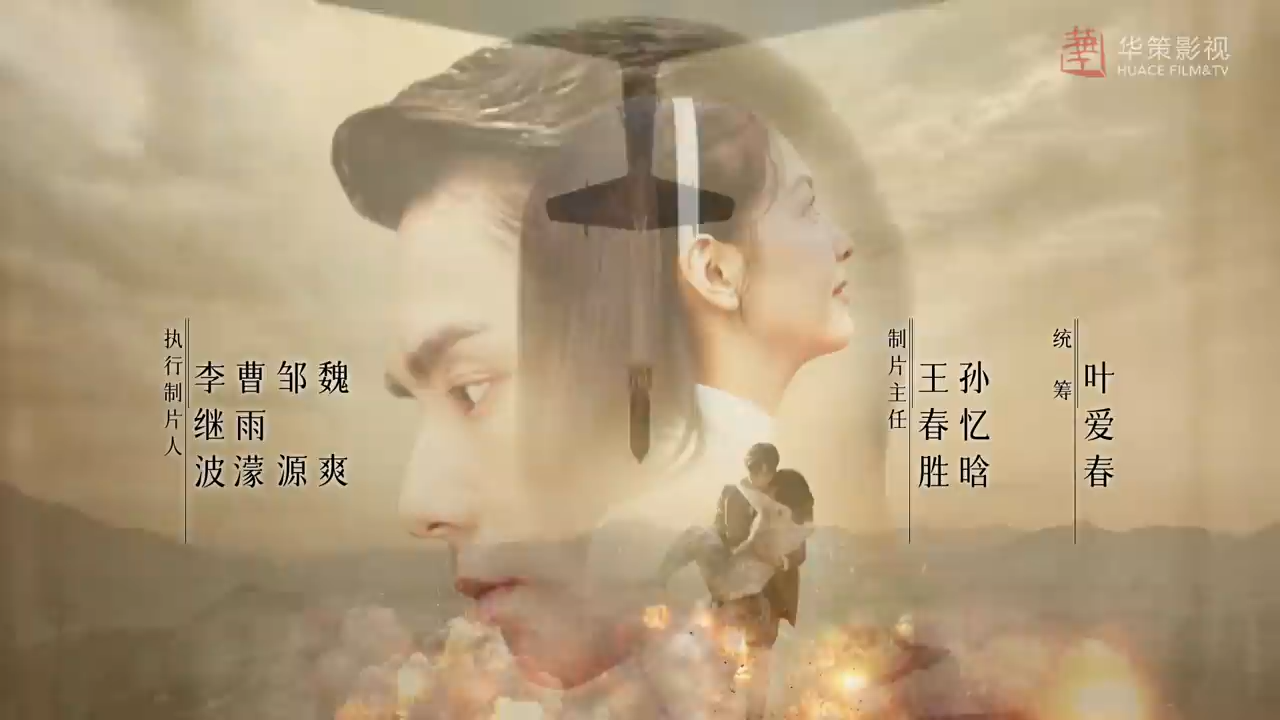 华策影视
HUACE FILM&TV
执行制片人
李继波
曹雨濛
邹源
魏爽
制片主任
王春胜
孙忆晗
统筹
叶爱春